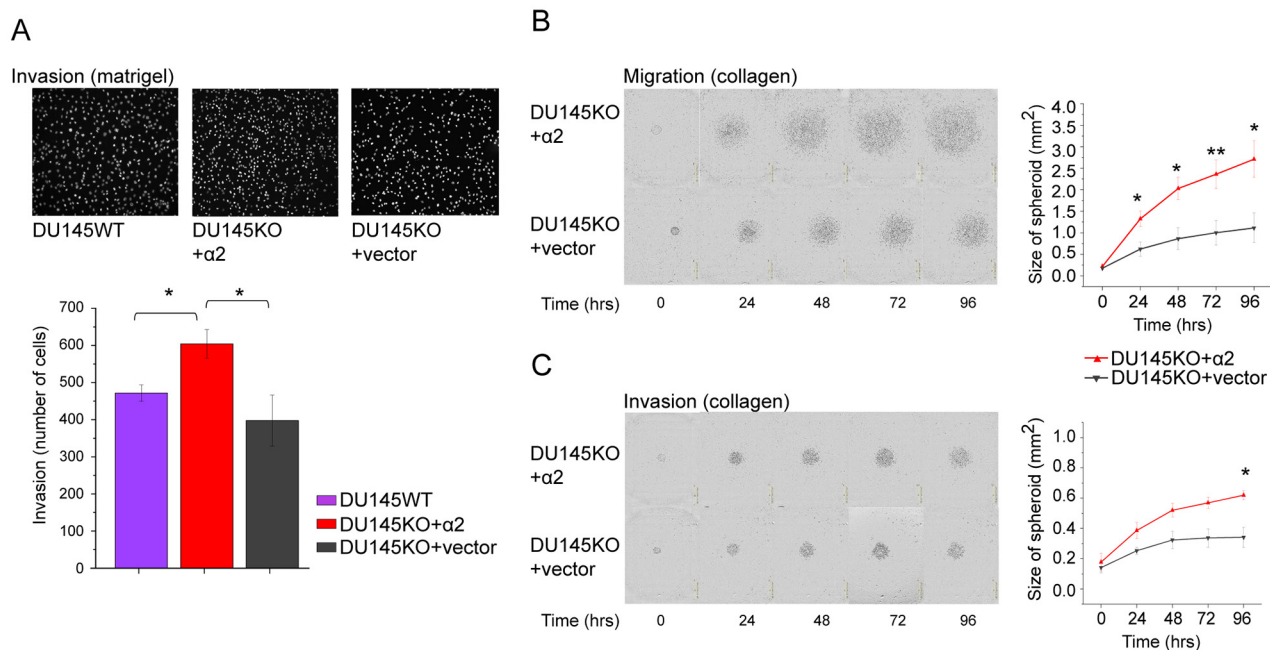 A
Invasion (matrigel)
DU145WT
DU145KO
+α2
DU145KO
+vector
700
600
500
400
300
200
100
0
Invasion (number of cells)
*
*
DU145WT
DU145KO+α2
DU145KO+vector
B
Migration (collagen)
DU145KO
+α2
DU145KO
+vector
Time (hrs) 0 24 48 72 96
Size of spheroid (mm2)
4.0
3.5
3.0
2.5
2.0
1.5
1.0
0.5
0.0
* * ** *
0 24 48 72 96
Time (hrs)
DU145KO+α2
DU145KO+vector
C
Invasion (collagen)
DU145KO
+α2
DU145KO
+vector
Time (hrs) 0 24 48 72 96
Size of spheroid (mm2)
1.0
0.8
0.6
0.4
0.2
0.0
*
0 24 48 72 96
Time (hrs)